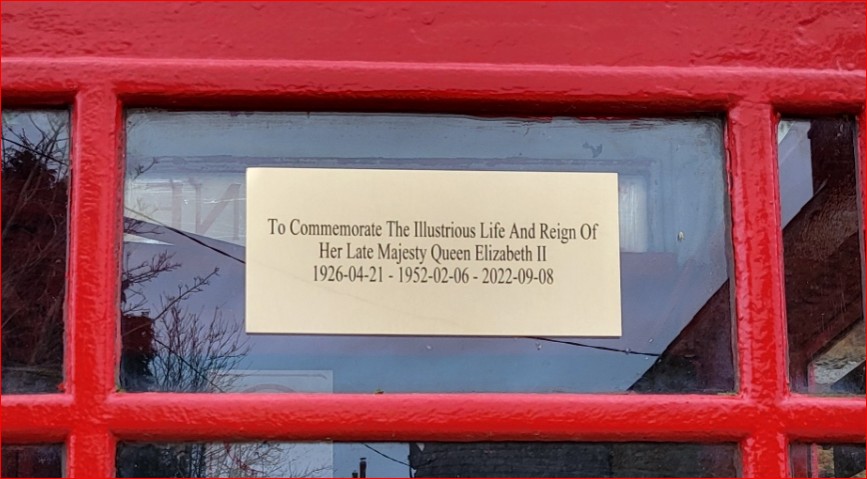 To Commemorate The Illustrious Life And Reign Of
Her Late Majesty Queen Elizabeth II
1926-04-21 - 1952-02-06 - 2022-09-08